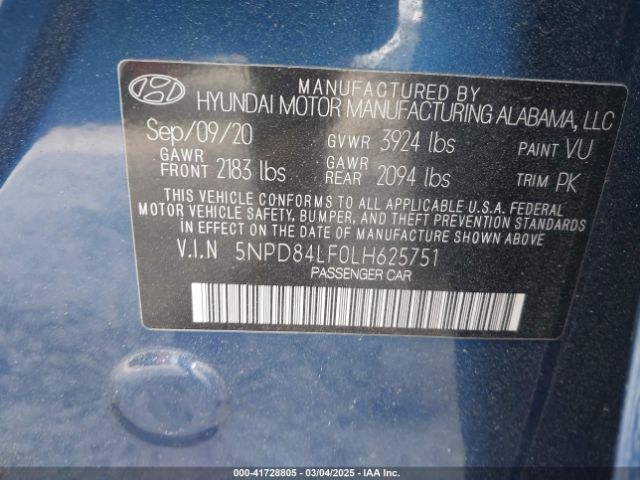 MANUFACTURED BY
HYUNDAI MOTOR MANUFACTURING ALABAMA, LLC
Sep/09/20 GVWR 3924 lbs PAINT VU
GAWR FRONT 2183 lbs GAWR REAR 2094 lbs TRIM PK
THIS VEHICLE CONFORMS TO ALL APPLICABLE U.S.A. FEDERAL
MOTOR VEHICLE SAFETY, BUMPER, AND THEFT PREVENTION STANDARDS
IN EFFECT ON THE DATE OF MANUFACTURE SHOWN ABOVE.
V.I.N 5NPD84LF0LH625751
PASSENGER CAR
000-41728805 - 03/04/2025 - IAA Inc.